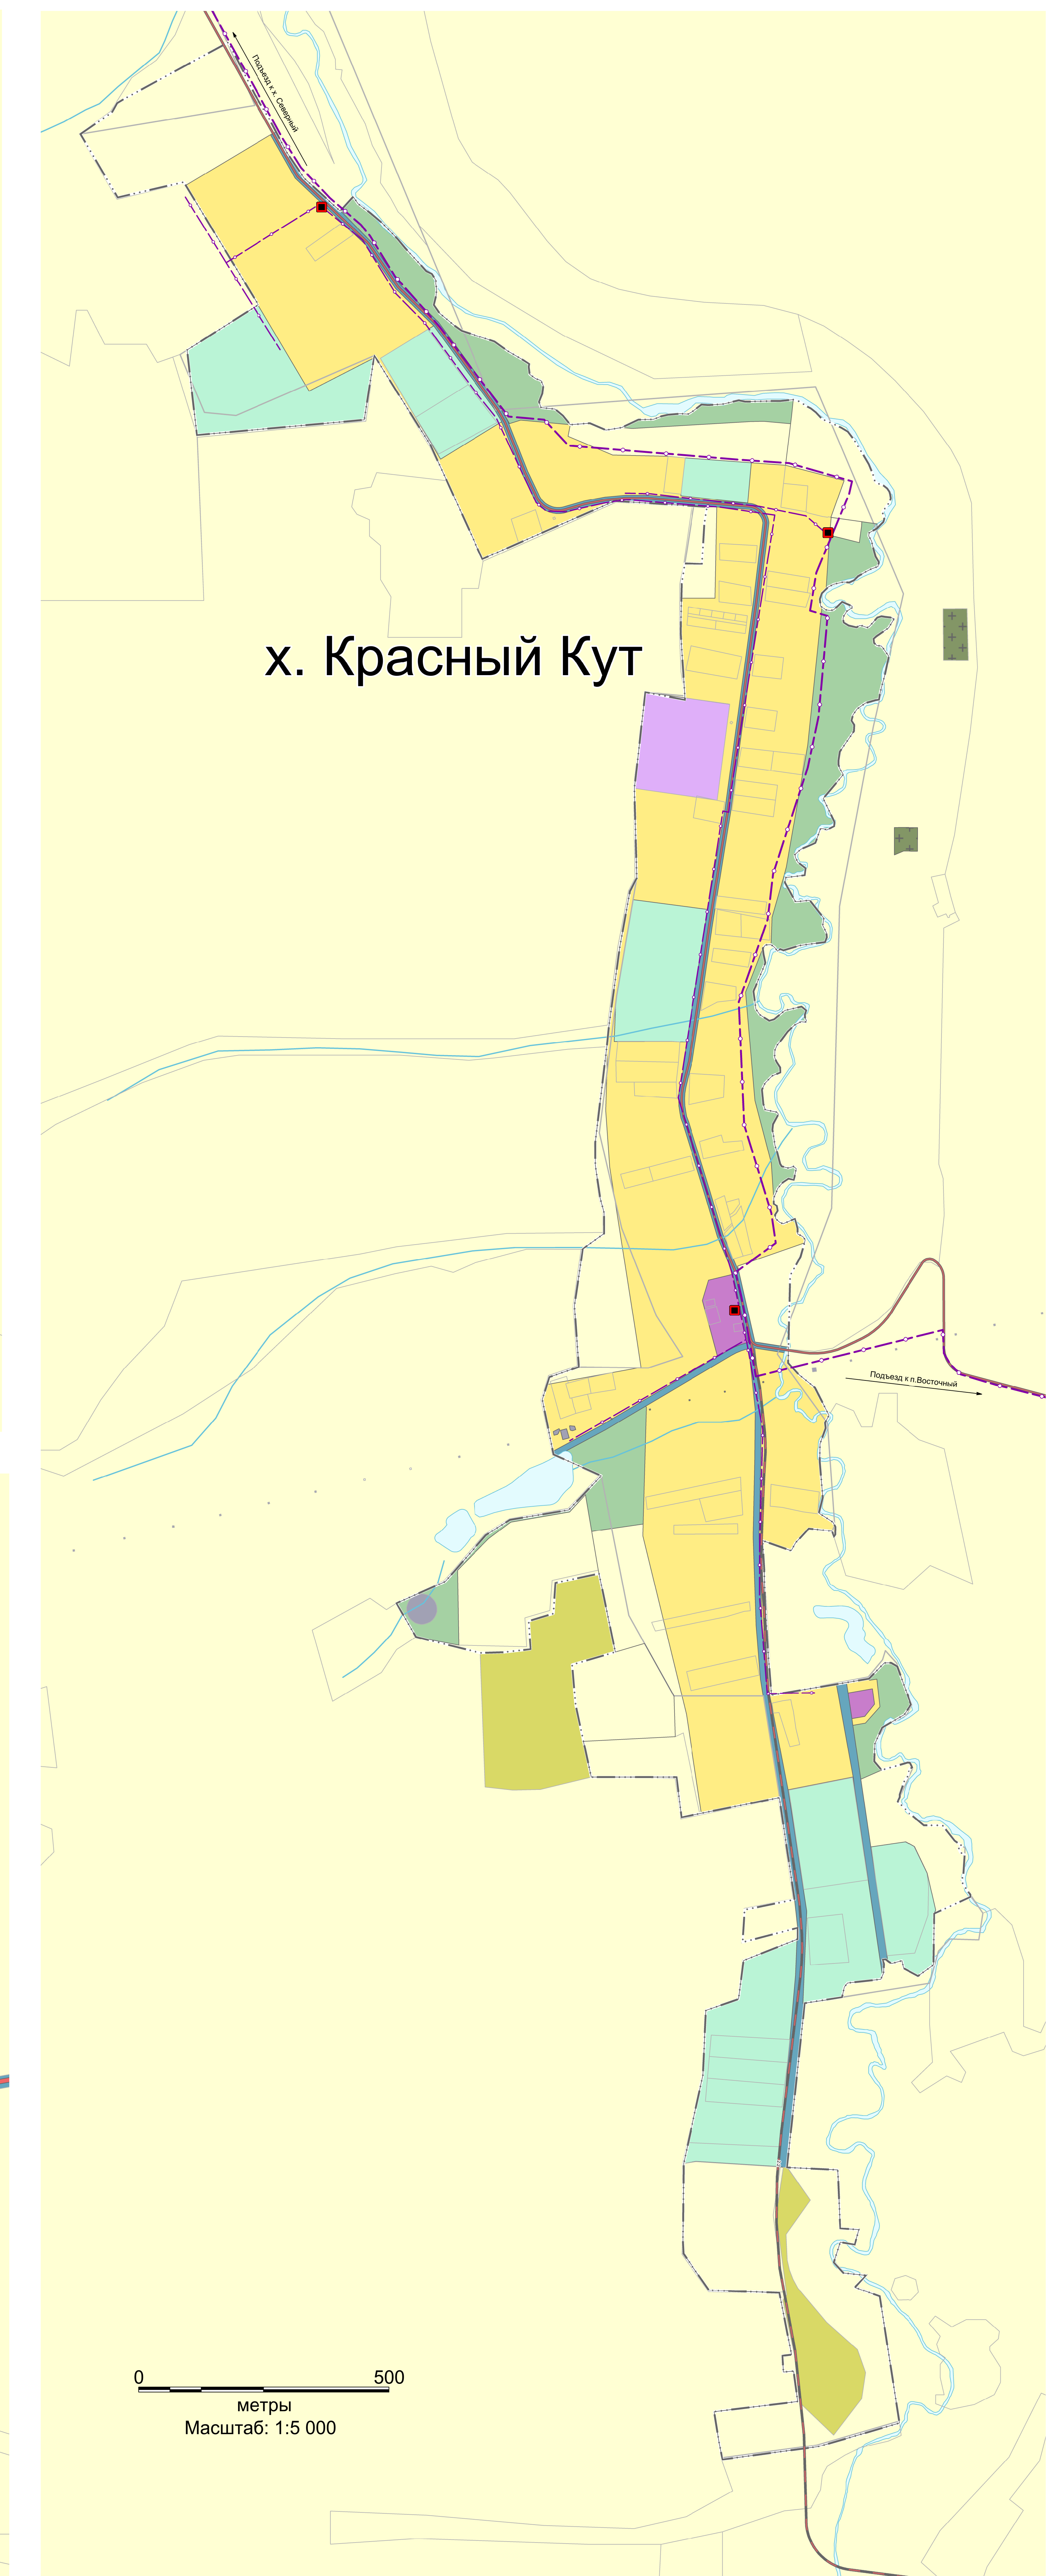 Подъезд к х. Северный
х. Красный Кут
Подъезд к п.Восточный
0 500
метры
Масштаб: 1:5 000